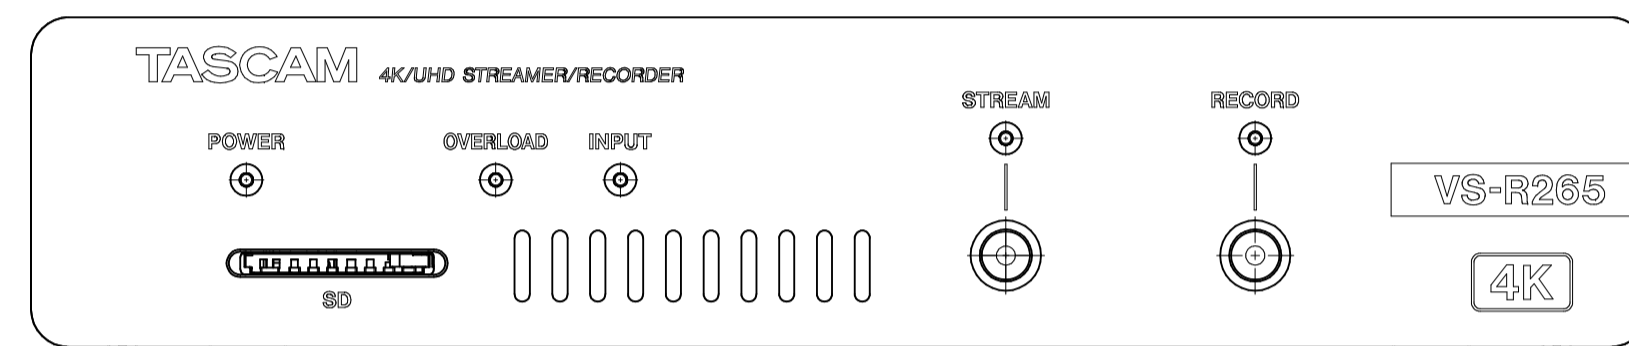 TASCAM 4K/UHD STREAMER/RECORDER
STREAM RECORD
POWER OVERLOAD INPUT
VS-R265
SD
4K